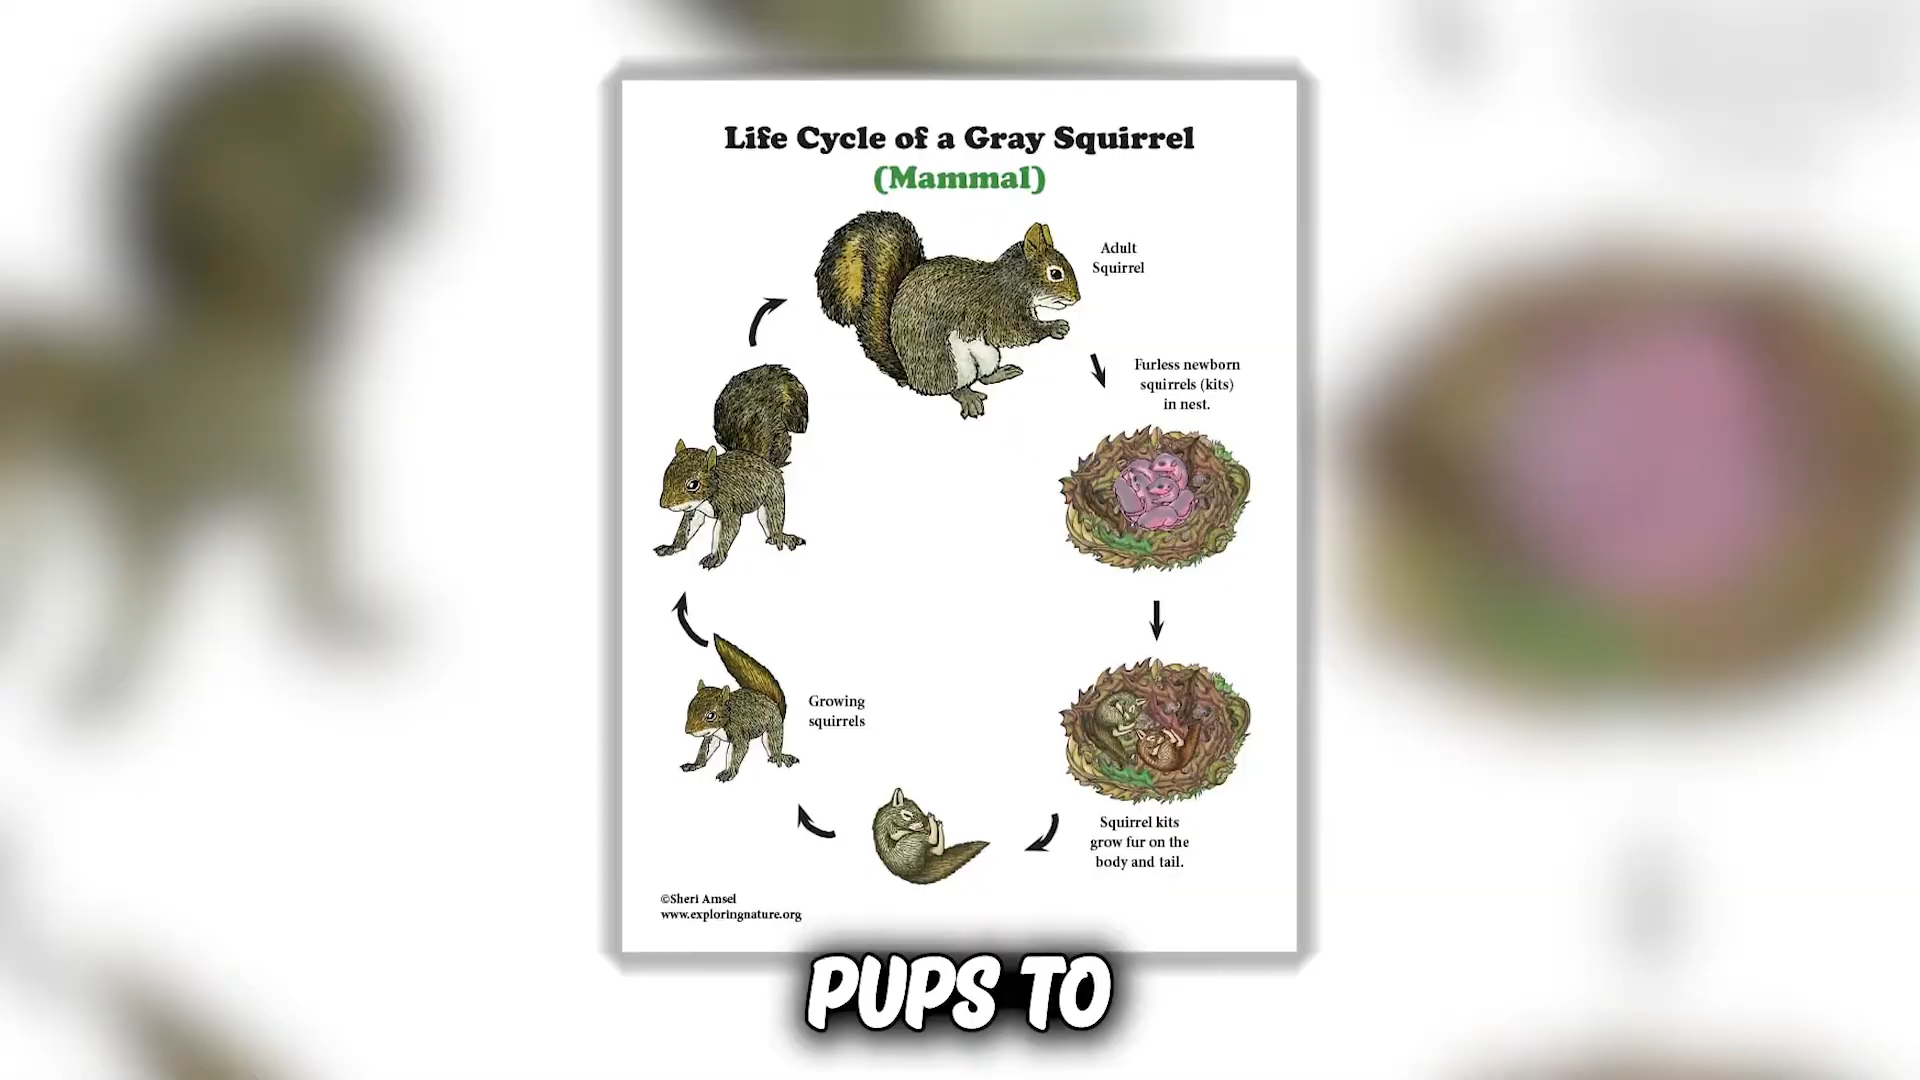 Life Cycle of a Gray Squirrel
(Mammal)
Adult
Squirrel
Furless newborn
squirrels (kits)
in nest.
Growing
squirrels
Squirrel kits
grow fur on the
body and tail.
©Sheri Amsel
www.exploringnature.org
PUPS TO